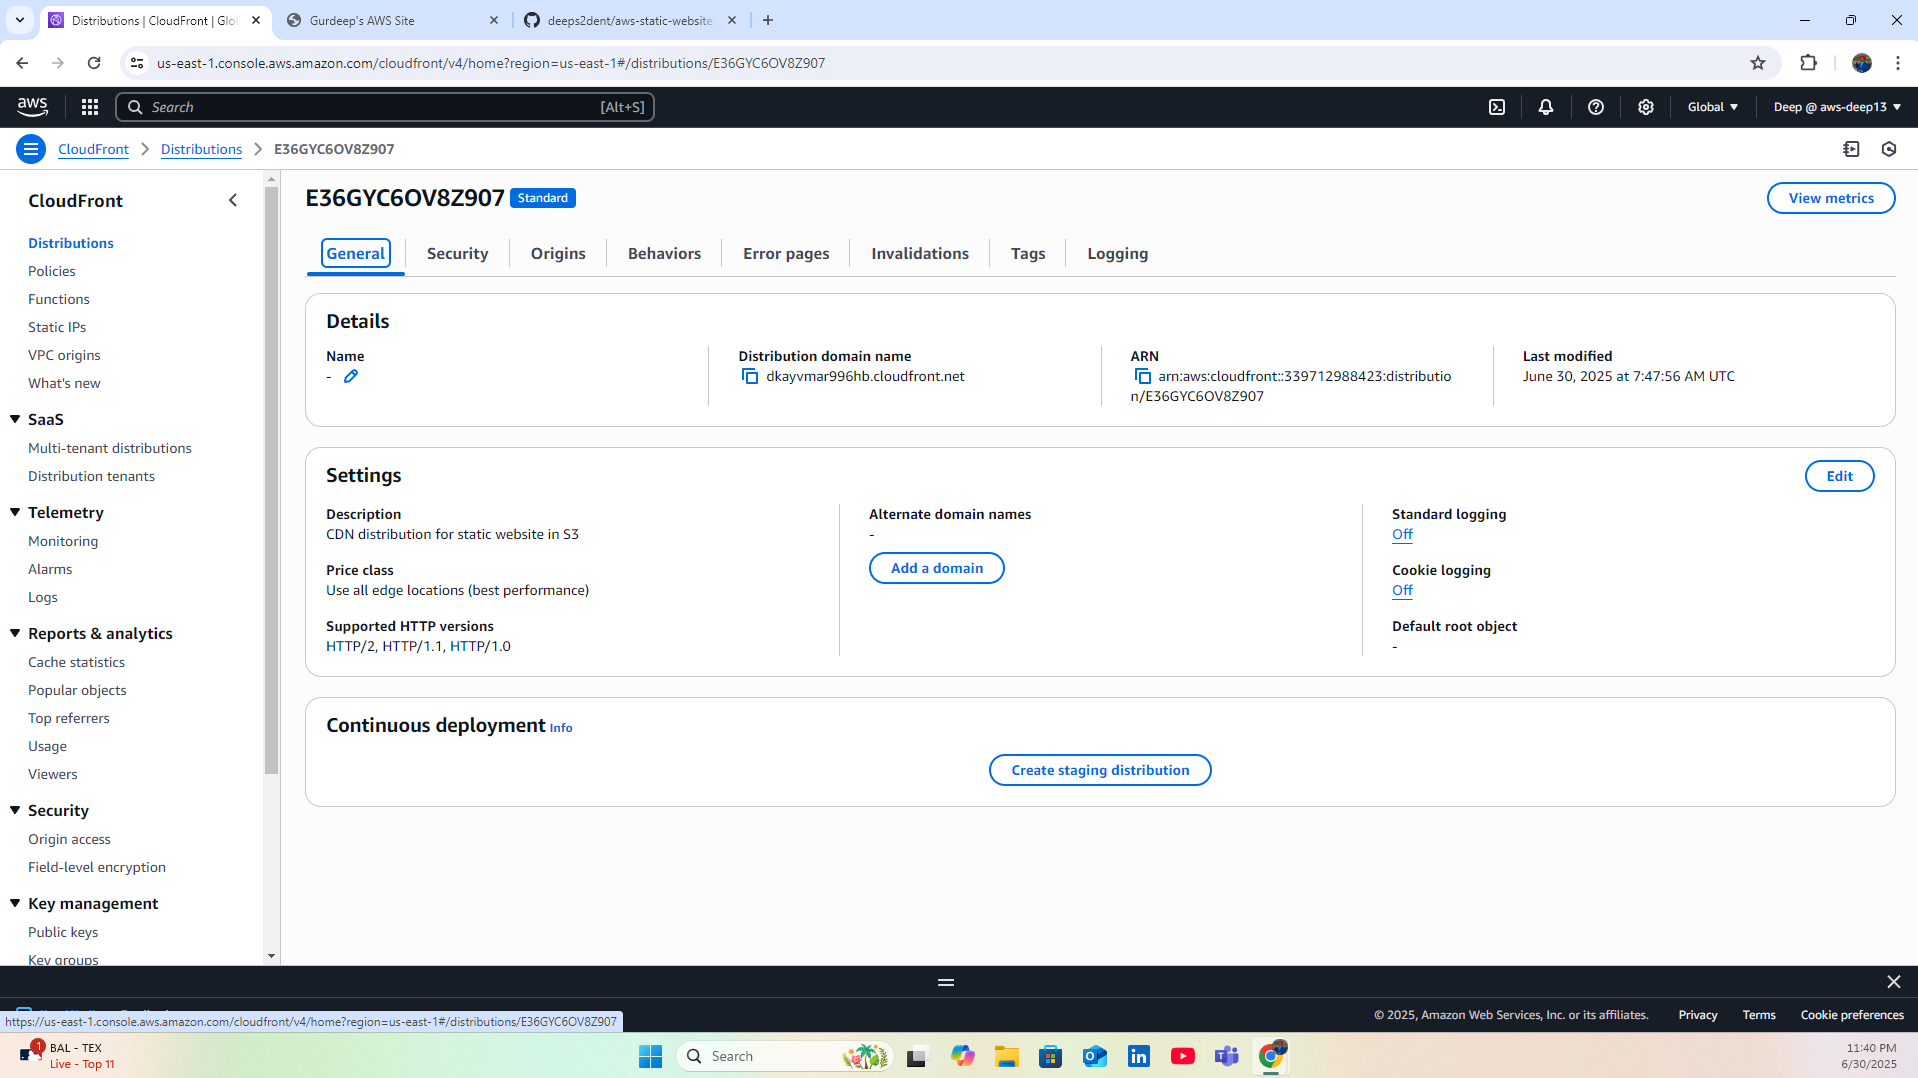 Distributions | CloudFront | Glo
Gurdeep's AWS Site
deeps2dent/aws-static-website
us-east-1.console.aws.amazon.com/cloudfront/v4/home?region=us-east-1#/distributions/E36GYC6OV8Z907
aws
Search
[Alt+S]
Global
Deep @ aws-deep13
CloudFront
Distributions
E36GYC6OV8Z907
CloudFront
Distributions
Policies
Functions
Static IPs
VPC origins
What's new
SaaS
Multi-tenant distributions
Distribution tenants
Telemetry
Monitoring
Alarms
Logs
Reports & analytics
Cache statistics
Popular objects
Top referrers
Usage
Viewers
Security
Origin access
Field-level encryption
Key management
Public keys
Key groups
E36GYC6OV8Z907 Standard
View metrics
General
Security
Origins
Behaviors
Error pages
Invalidations
Tags
Logging
Details
Name
-
Distribution domain name
dkayvmar996hb.cloudfront.net
ARN
arn:aws:cloudfront::339712988423:distributio
n/E36GYC6OV8Z907
Last modified
June 30, 2025 at 7:47:56 AM UTC
Settings
Edit
Description
CDN distribution for static website in S3
Price class
Use all edge locations (best performance)
Supported HTTP versions
HTTP/2, HTTP/1.1, HTTP/1.0
Alternate domain names
-
Add a domain
Standard logging
Off
Cookie logging
Off
Default root object
-
Continuous deployment Info
Create staging distribution
© 2025, Amazon Web Services, Inc. or its affiliates.
Privacy
Terms
Cookie preferences
https://us-east-1.console.aws.amazon.com/cloudfront/v4/home?region=us-east-1#/distributions/E36GYC6OV8Z907
1
BAL - TEX
Live - Top 11
Search
11:40 PM
6/30/2025